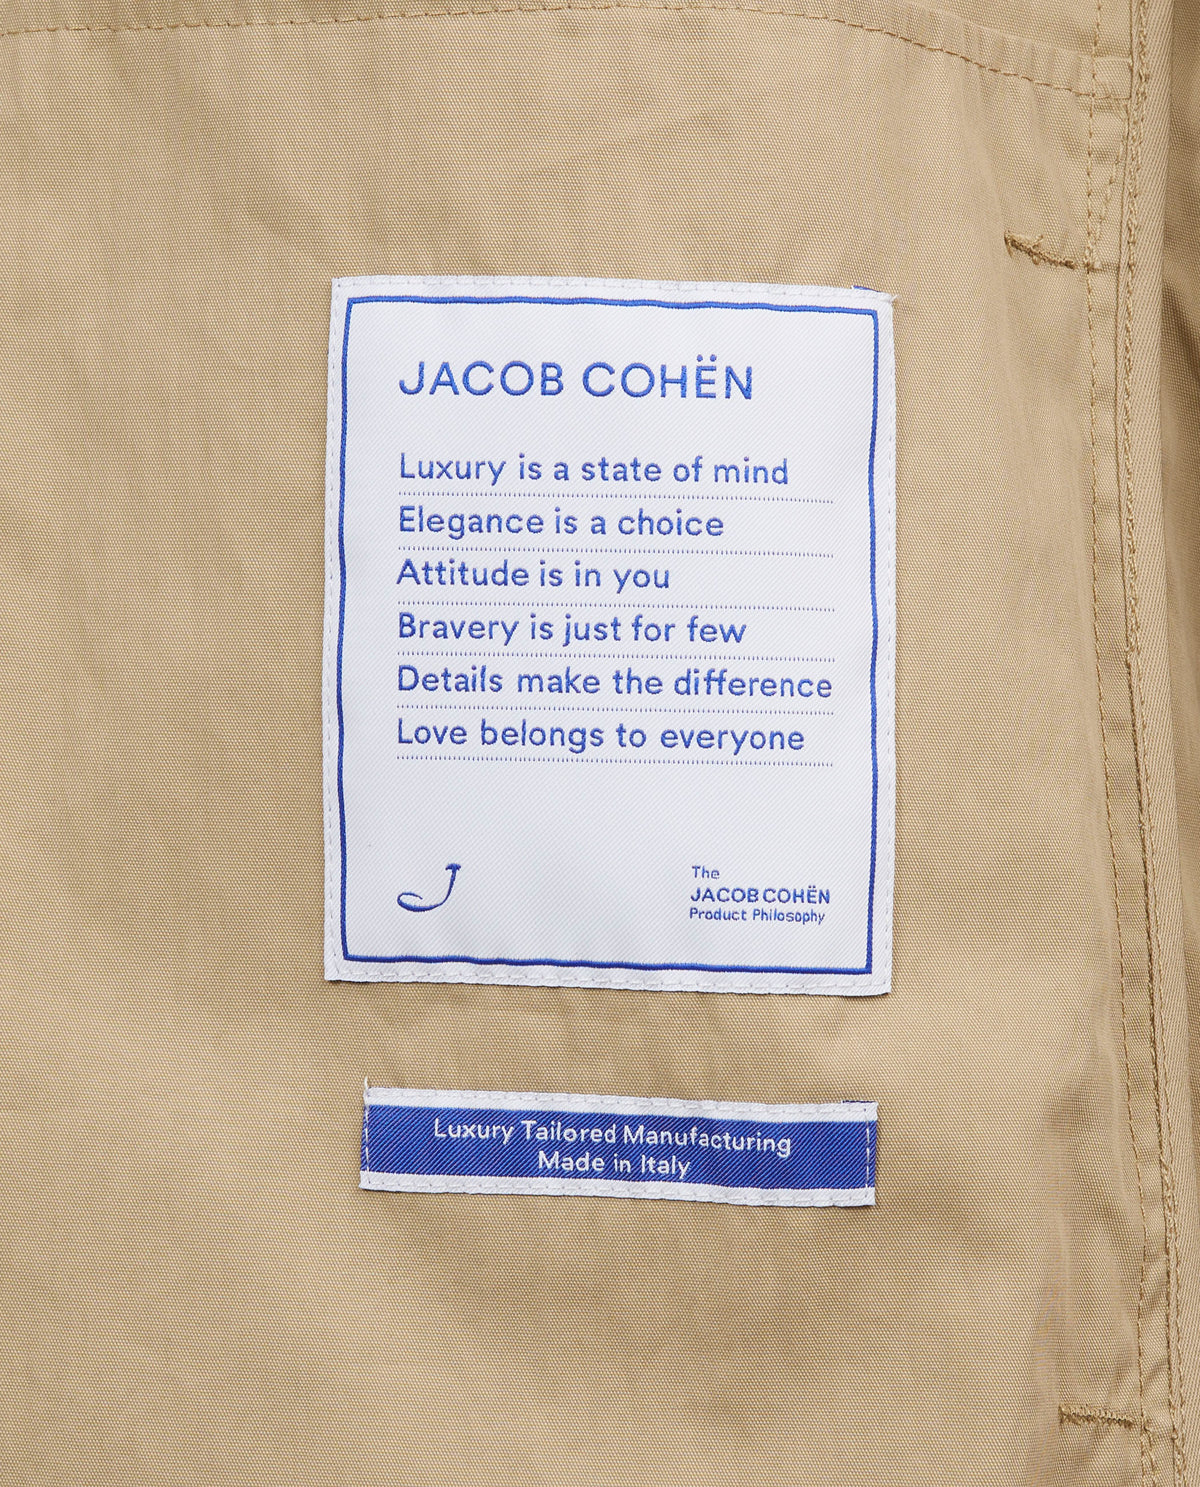 JACOB COHËN
Luxury is a state of mind
Elegance is a choice
Attitude is in you
Bravery is just for few
Details make the difference
Love belongs to everyone
J
The
JACOB COHËN
Product Philosophy
Luxury Tailored Manufacturing
Made in Italy